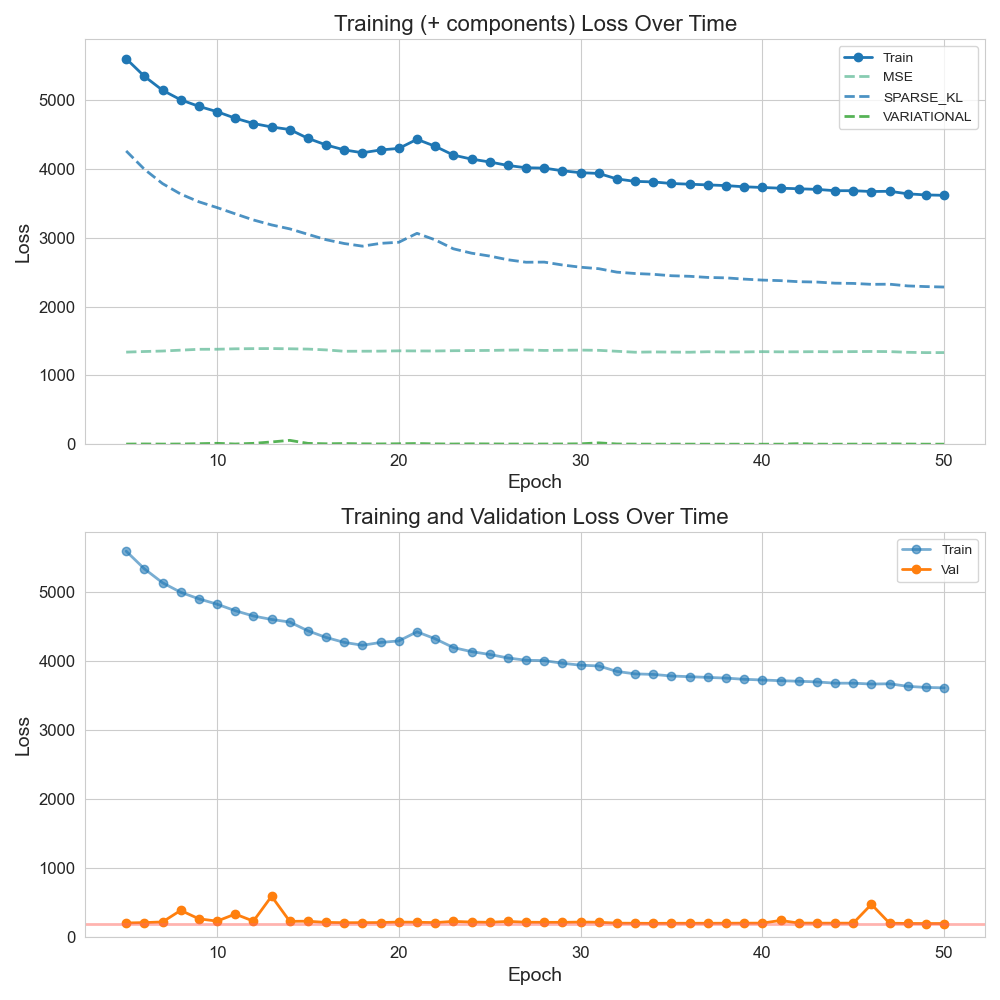 Training (+ components) Loss Over Time
Train
MSE
SPARSE_KL
VARIATIONAL
5000
4000
3000
2000
1000
0
Loss
10 20 30 40 50
Epoch
Training and Validation Loss Over Time
Train
Val
5000
4000
3000
2000
1000
0
Loss
10 20 30 40 50
Epoch